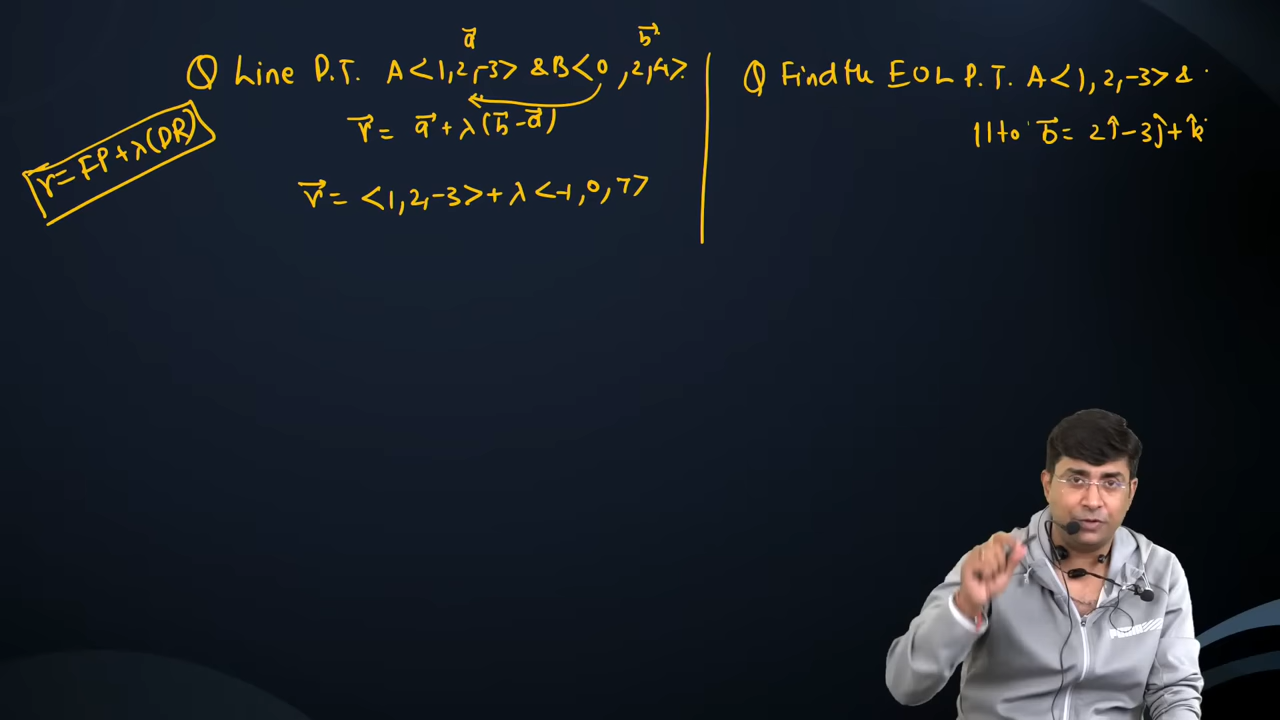 Q Line P.T. A<1,2,-3> & B<0,2,4>
a⃗ b⃗
r⃗ = a⃗ + λ(b⃗ - a⃗)
r = FP + λ(DR)
r⃗ = <1,2,-3> + λ<-1,0,7>
Q Find the EOL P.T. A<1,2,-3> &
11 to b⃗ = 2î - 3ĵ + k̂